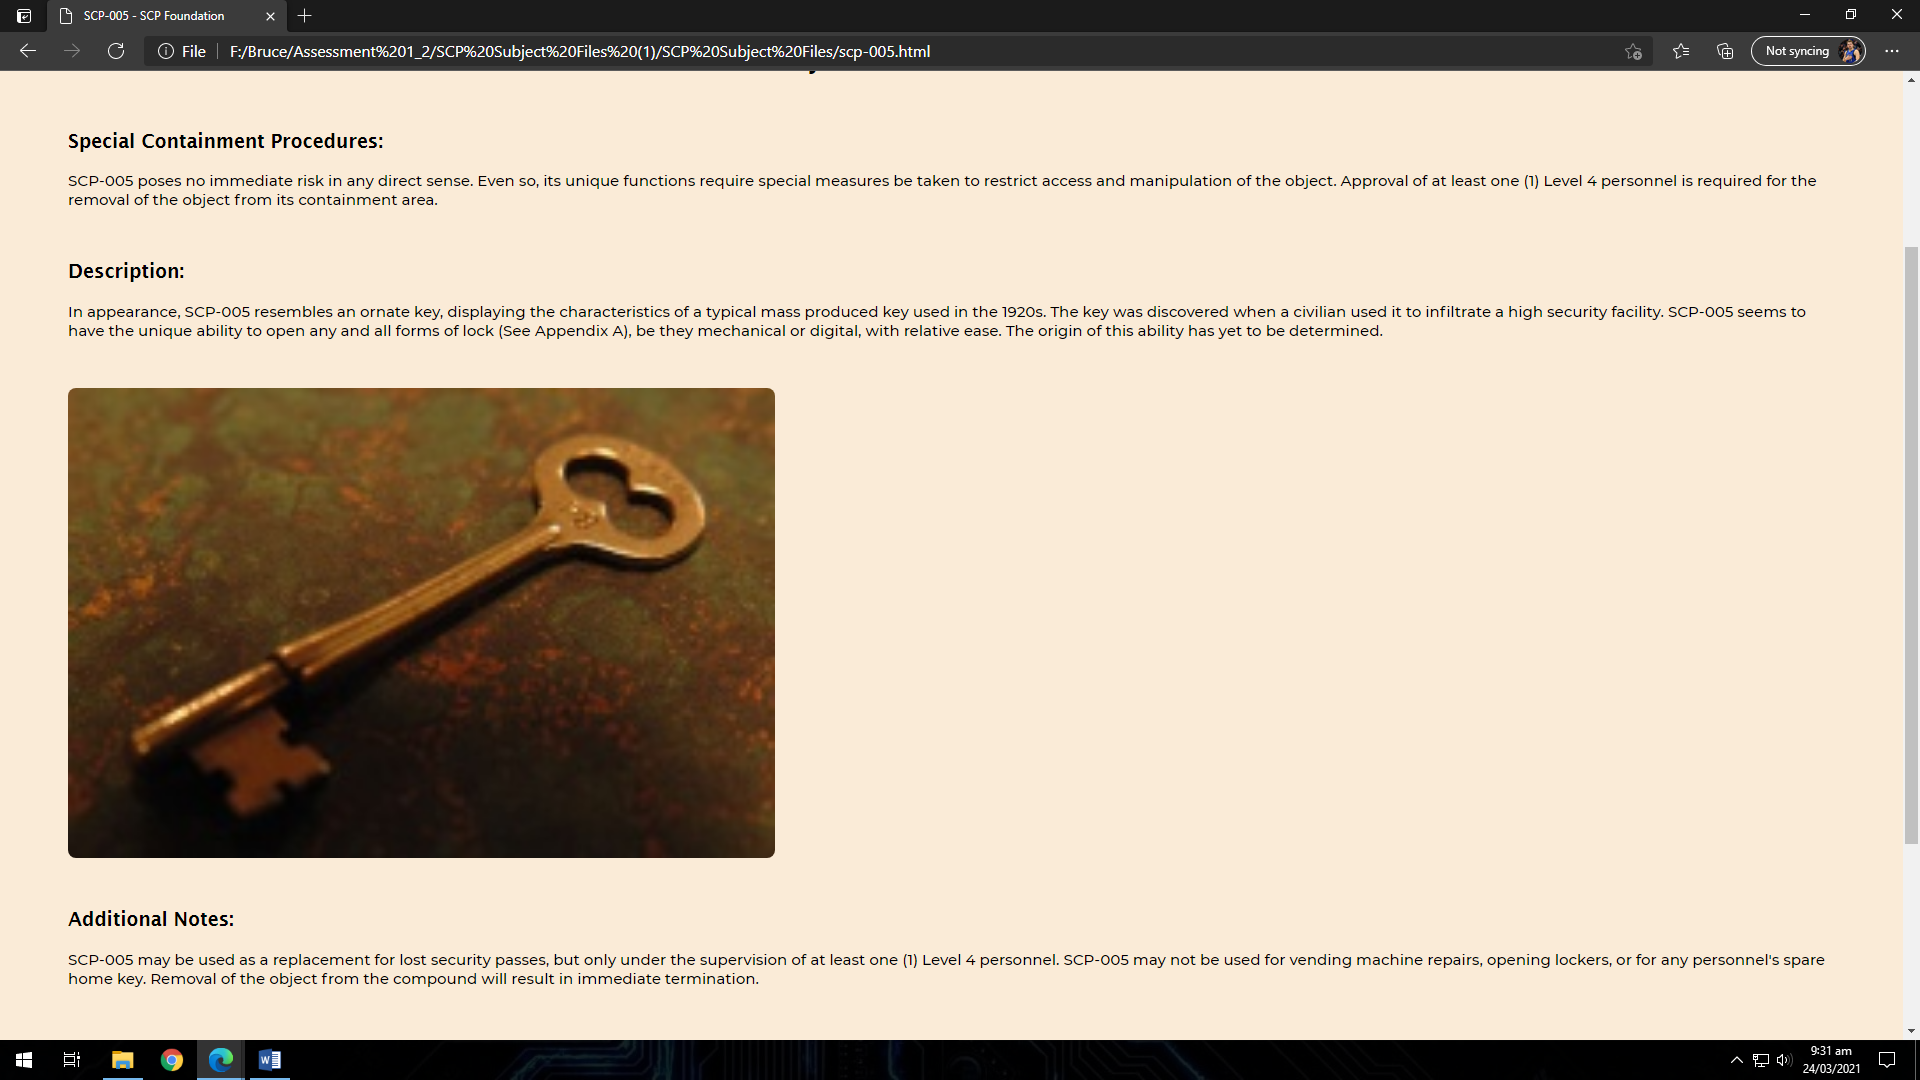 SCP-005 - SCP Foundation
File
F:/Bruce/Assessment%201_2/SCP%20Subject%20Files%20(1)/SCP%20Subject%20Files/scp-005.html
Not syncing
Special Containment Procedures:
SCP-005 poses no immediate risk in any direct sense. Even so, its unique functions require special measures be taken to restrict access and manipulation of the object. Approval of at least one (1) Level 4 personnel is required for the
removal of the object from its containment area.
Description:
In appearance, SCP-005 resembles an ornate key, displaying the characteristics of a typical mass produced key used in the 1920s. The key was discovered when a civilian used it to infiltrate a high security facility. SCP-005 seems to
have the unique ability to open any and all forms of lock (See Appendix A), be they mechanical or digital, with relative ease. The origin of this ability has yet to be determined.
Additional Notes:
SCP-005 may be used as a replacement for lost security passes, but only under the supervision of at least one (1) Level 4 personnel. SCP-005 may not be used for vending machine repairs, opening lockers, or for any personnel's spare
home key. Removal of the object from the compound will result in immediate termination.
9:31 am
24/03/2021